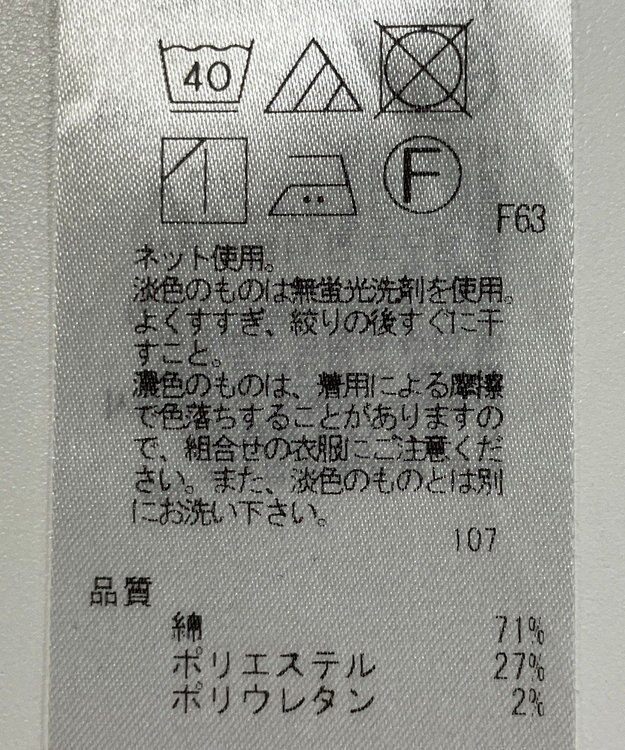 40
F
F63
ネット使用。
淡色のものは無蛍光洗剤を使用。
よくすすぎ、絞りの後すぐに干
すこと。
濃色のものは、着用による摩擦
で色落ちすることがありますの
で、組合せの衣服にご注意くだ
さい。また、淡色のものとは別
にお洗い下さい。
107
品質
綿 71%
ポリエステル 27%
ポリウレタン 2%